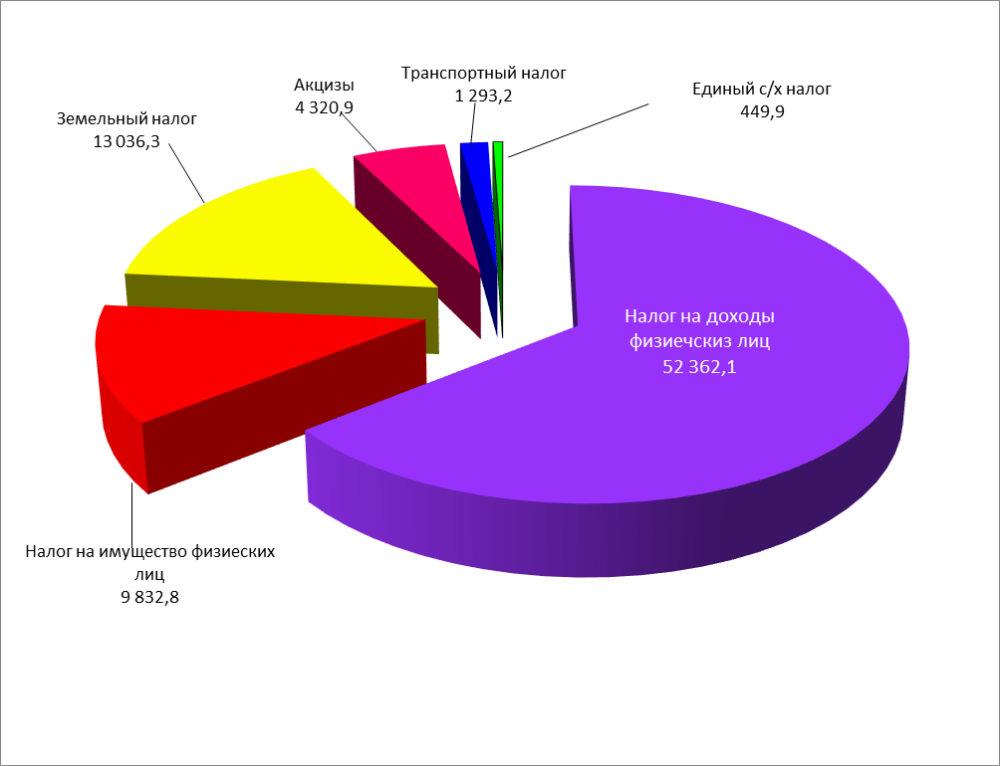 Транспортный налог
1 293,2
Акцизы
4 320,9
Единый с/х налог
449,9
Земельный налог
13 036,3
Налог на доходы
физиечскиз лиц
52 362,1
Налог на имущество физиеских
лиц
9 832,8